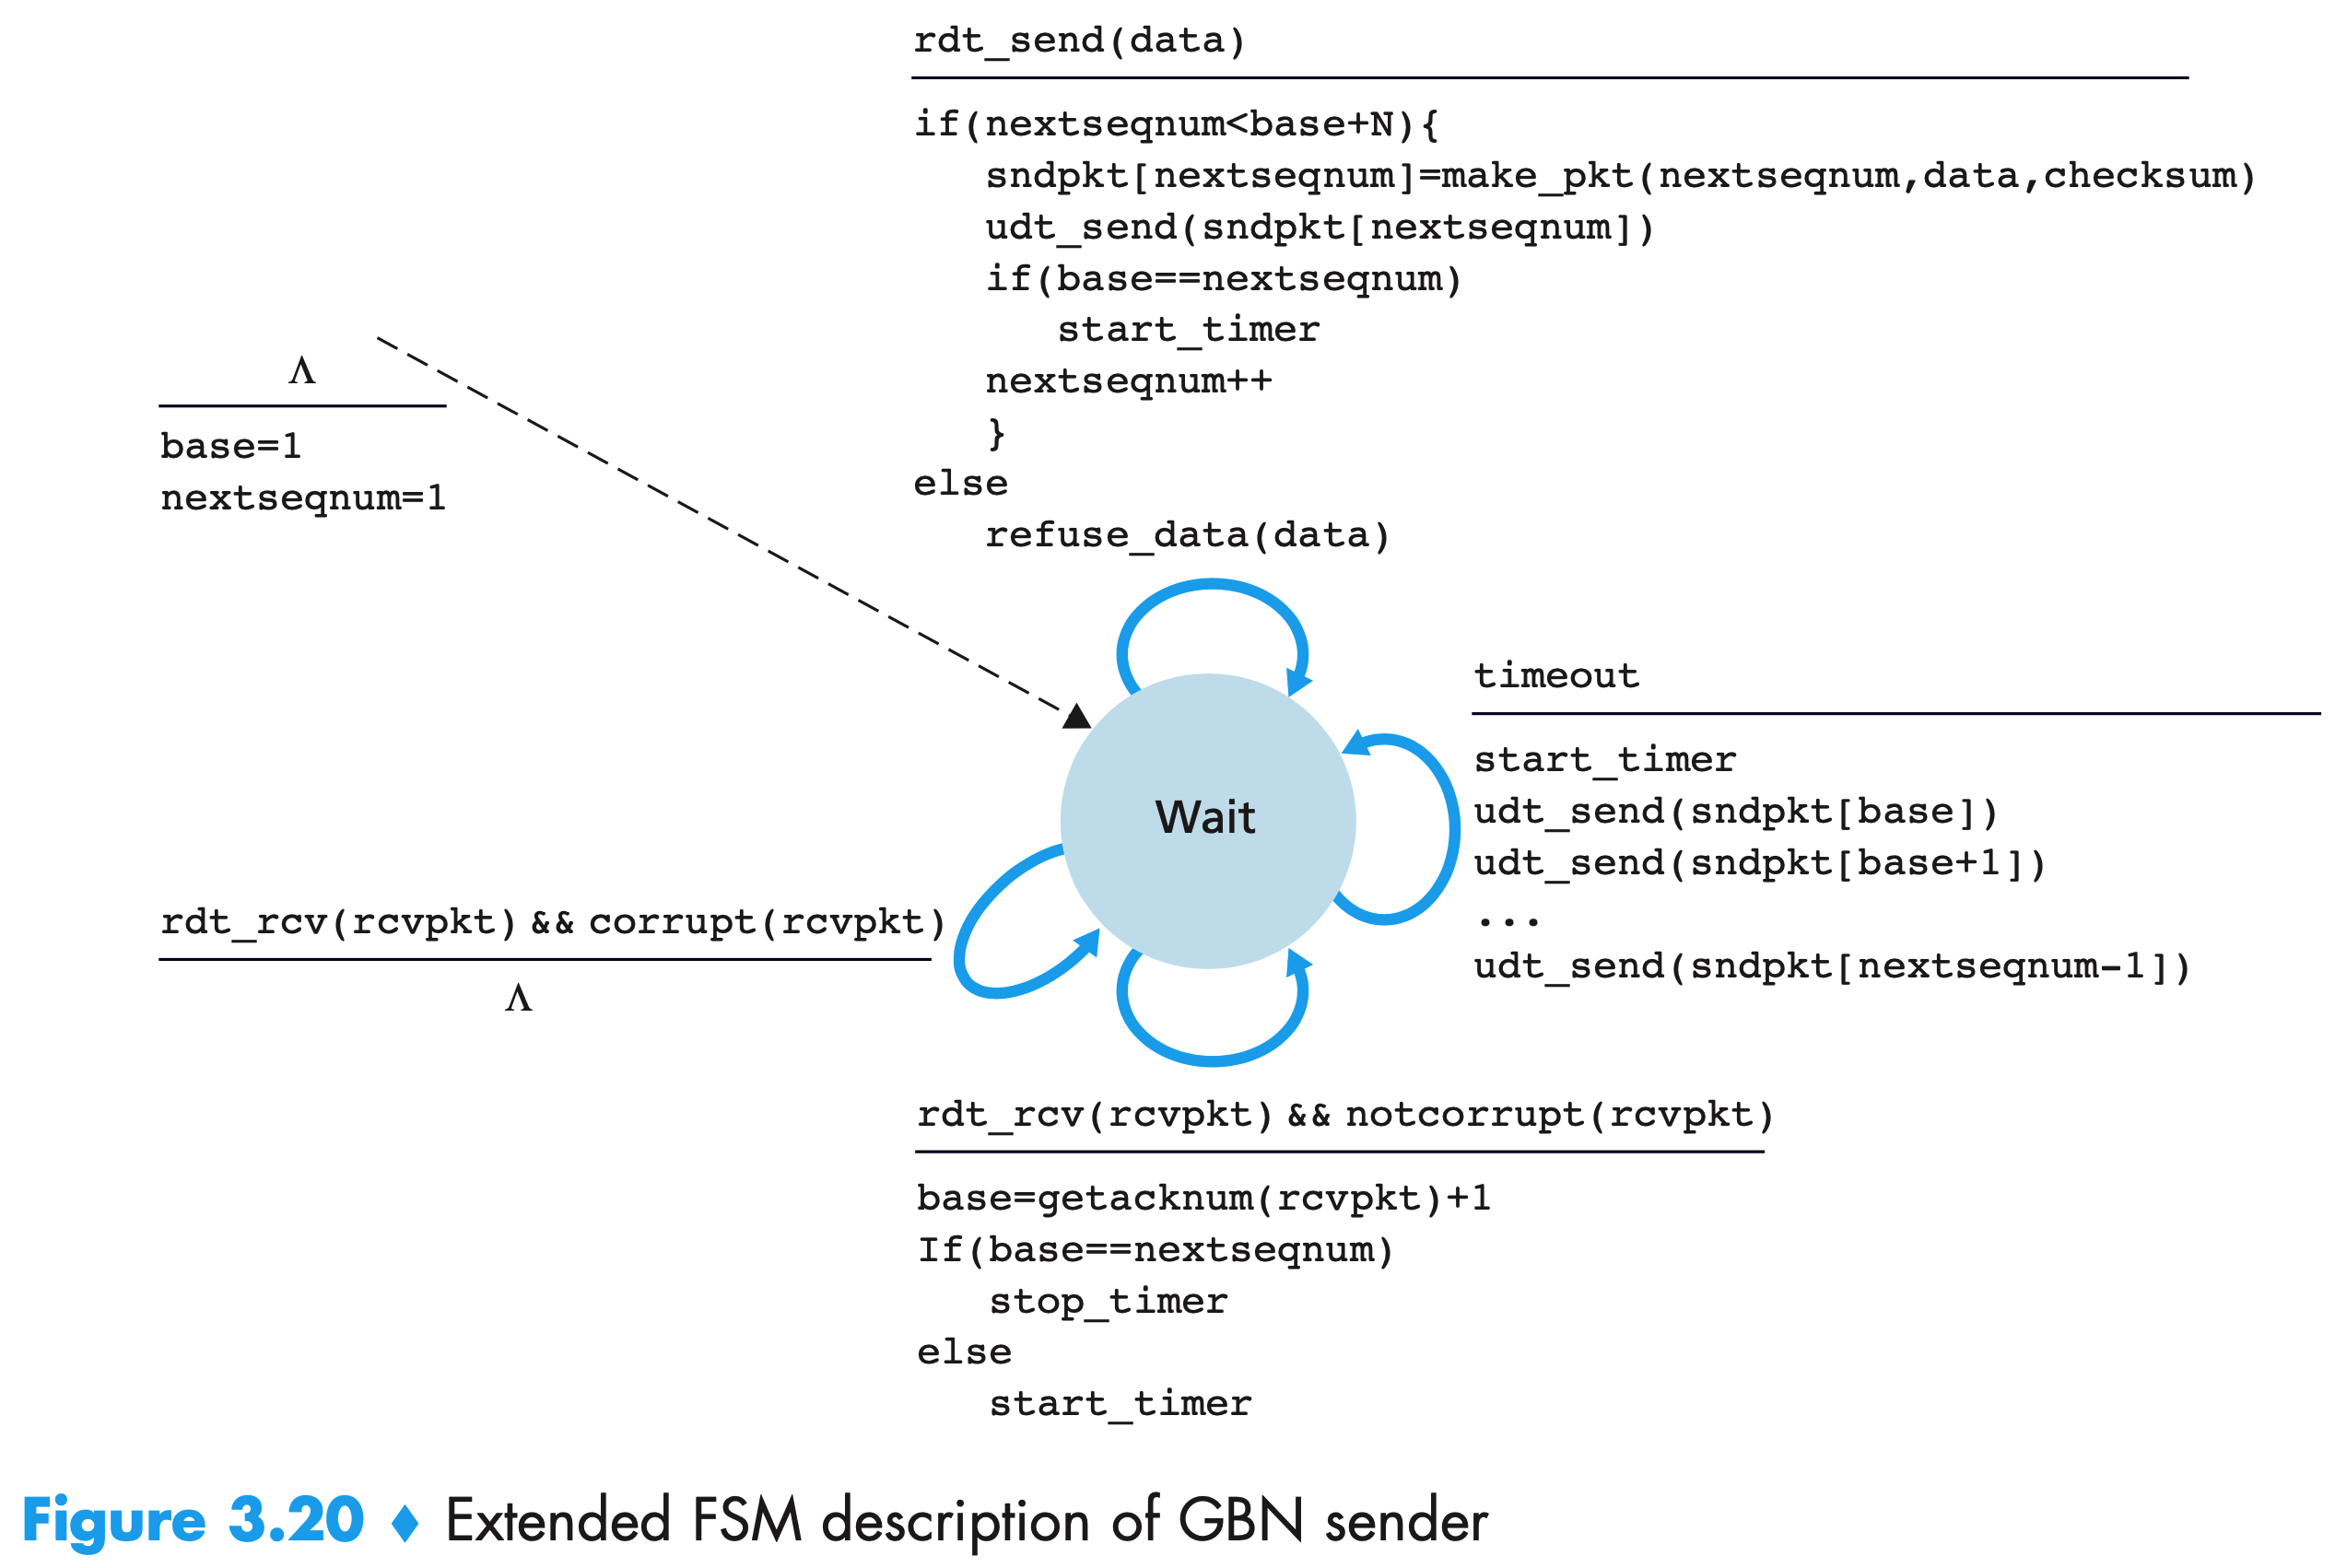 rdt_send(data)
if(nextseqnum<base+N){
sndpkt[nextseqnum]=make_pkt(nextseqnum,data,checksum)
udt_send(sndpkt[nextseqnum])
if(base==nextseqnum)
start_timer
nextseqnum++
}
else
refuse_data(data)
Λ
base=1
nextseqnum=1
Wait
timeout
start_timer
udt_send(sndpkt[base])
udt_send(sndpkt[base+1])
...
udt_send(sndpkt[nextseqnum-1])
rdt_rcv(rcvpkt) && corrupt(rcvpkt)
Λ
rdt_rcv(rcvpkt) && notcorrupt(rcvpkt)
base=getacknum(rcvpkt)+1
If(base==nextseqnum)
stop_timer
else
start_timer
Figure 3.20 ♦ Extended FSM description of GBN sender